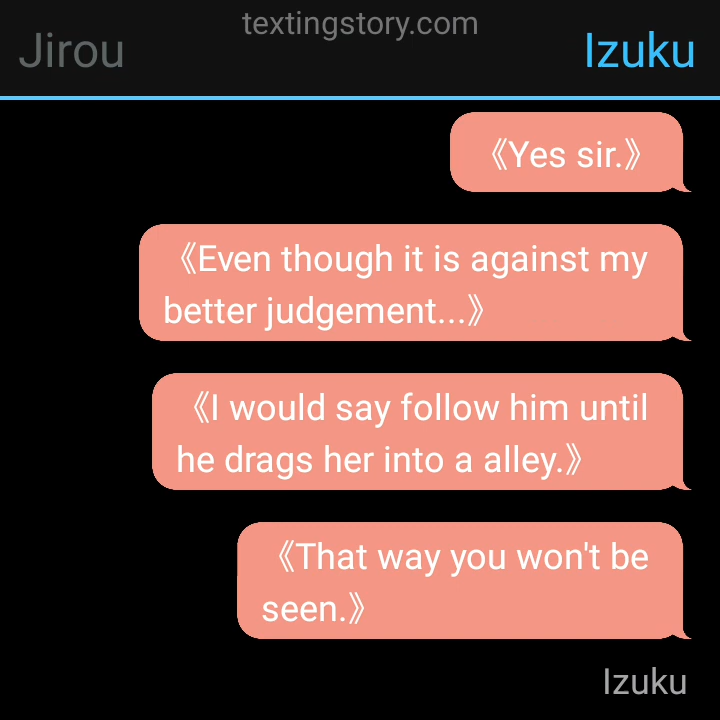 textingstory.com
Jirou
Izuku
《Yes sir.》
《Even though it is against my
better judgement...》
《I would say follow him until
he drags her into a alley.》
《That way you won't be
seen.》
Izuku